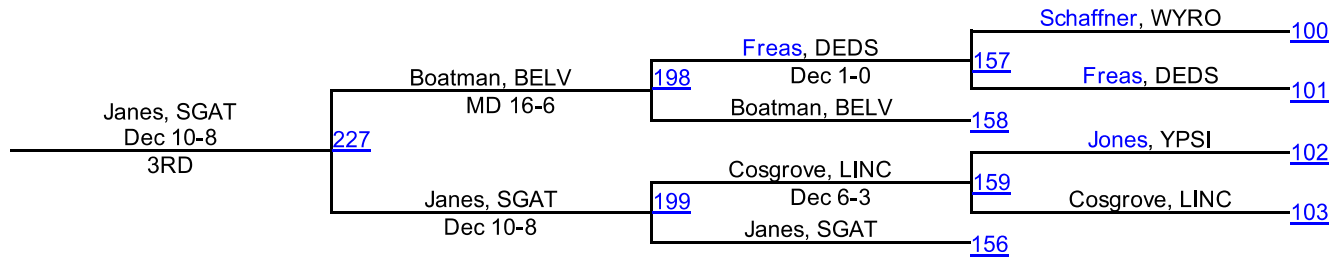 Schaffner, WYRO
100
Freas, DEDS
157
Dec 1-0
Freas, DEDS
101
Boatman, BELV
198
MD 16-6
Boatman, BELV
158
Janes, SGAT
Dec 10-8
227
3RD
Jones, YPSI
102
Cosgrove, LINC
159
Dec 6-3
Cosgrove, LINC
103
Janes, SGAT
199
Dec 10-8
Janes, SGAT
156